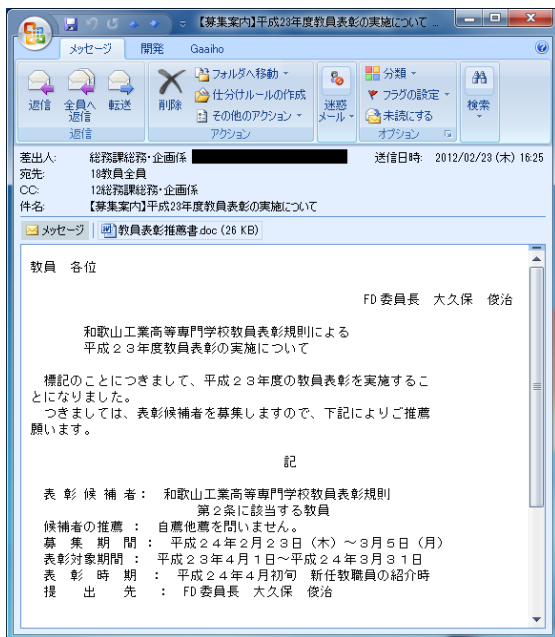 【募集案内】平成23年度教員表彰の実施について ...
メッセージ 開発 Gaaiho
返信 全員へ返信 転送 削除 フォルダへ移動 仕分けルールの作成 その他のアクション 迷惑メール 分類 フラグの設定 未読にする 検索
返信 アクション オプション
差出人: 総務課総務・企画係 送信日時: 2012/02/23 (木) 16:25
宛先: 18教員全員
CC: 12総務課総務・企画係
件名: 【募集案内】平成23年度教員表彰の実施について
メッセージ 教員表彰推薦書.doc (26 KB)
教員 各位
FD委員長 大久保 俊治
和歌山工業高等専門学校教員表彰規則による
平成23年度教員表彰の実施について
標記のことにつきまして、平成23年度の教員表彰を実施するこ
とになりました。
つきましては、表彰候補者を募集しますので、下記によりご推薦
願います。
記
表 彰 候 補 者： 和歌山工業高等専門学校教員表彰規則
第2条に該当する教員
候補者の推薦： 自薦他薦を問いません。
募 集 期 間 ： 平成24年2月23日（木）～3月5日（月）
表彰対象期間： 平成23年4月1日～平成24年3月31日
表 彰 時 期 ： 平成24年4月初旬 新任教職員の紹介時
提 出 先 ： FD委員長 大久保 俊治